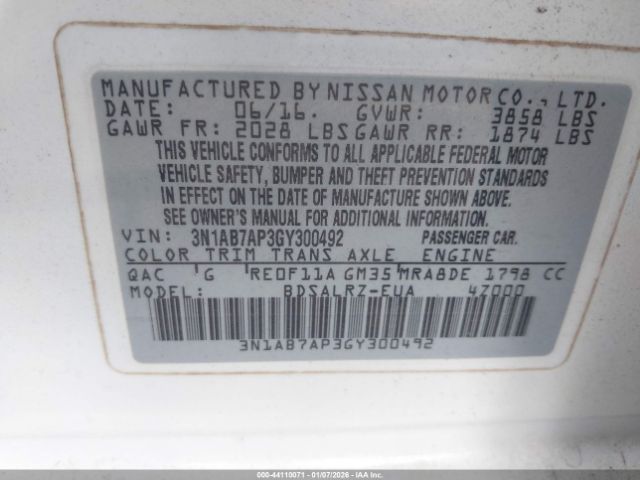 MANUFACTURED BY NISSAN MOTOR CO., LTD.
DATE: 06/16. GVWR: 3858 LBS
GAWR FR: 2028 LBS GAWR RR: 1874 LBS
THIS VEHICLE CONFORMS TO ALL APPLICABLE FEDERAL MOTOR
VEHICLE SAFETY, BUMPER AND THEFT PREVENTION STANDARDS
IN EFFECT ON THE DATE OF MANUFACTURE SHOWN ABOVE.
SEE OWNER'S MANUAL FOR ADDITIONAL INFORMATION.
VIN: 3N1AB7AP3GY300492 PASSENGER CAR.
COLOR TRIM TRANS AXLE ENGINE
QAC G RE0F11A GM35 MRA8DE 1798 CC
MODEL: BDSALRZ-EUA 47000
3N1AB7AP3GY300492
000-44110071 | 01/07/2026 | IAAI.COM